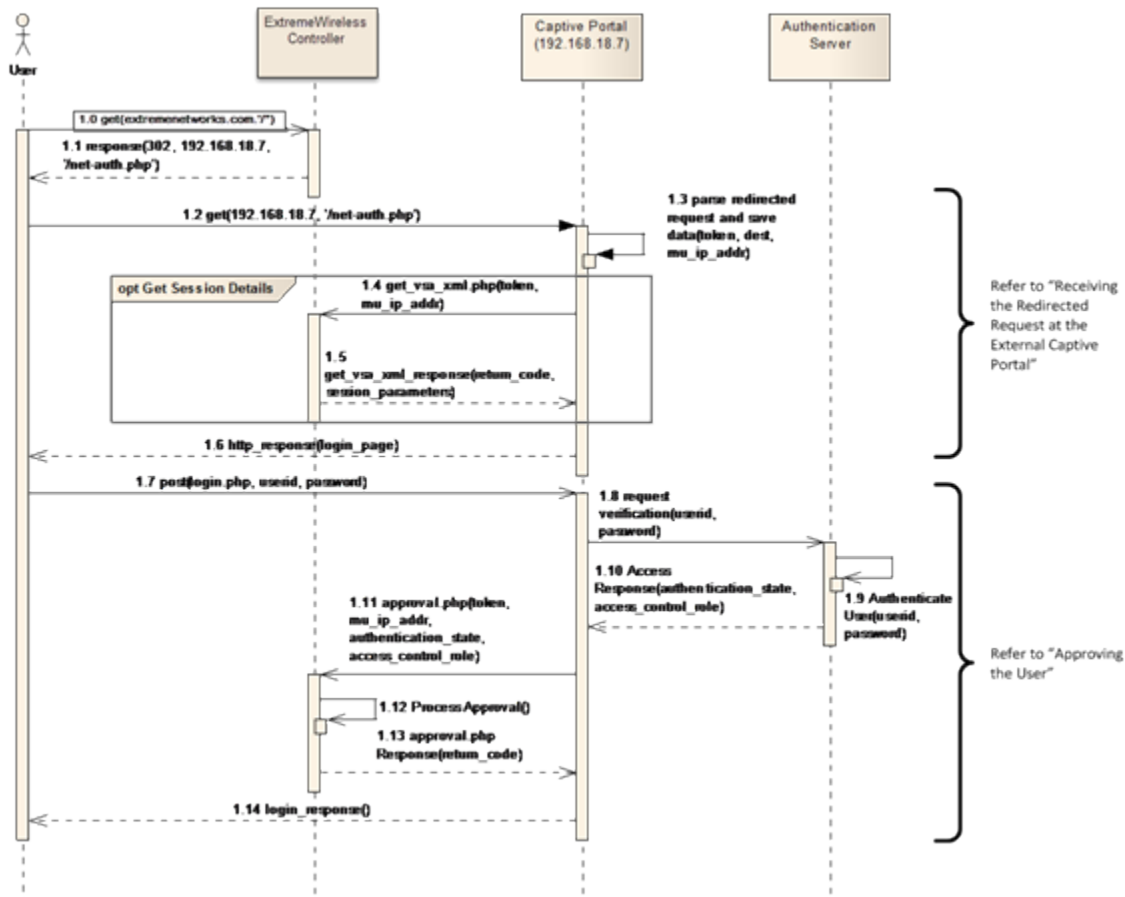 User
ExtremeWireless
Controller
Captive Portal
(192.168.18.7)
Authentication
Server
1.0 get(extremenetworks.com."/")
1.1 response(302, 192.168.18.7,
'/net-auth.php')
1.2 get(192.168.18.7, '/net-auth.php')
1.3 parse redirected
request and save
data(token, dest,
mu_ip_addr)
opt Get Session Details
1.4 get_vsa_xml.php(token,
mu_ip_addr)
1.5
get_vsa_xml_response(return_code,
session_parameters)
1.6 http_response(login_page)
Refer to "Receiving
the Redirected
Request at the
External Captive
Portal"
1.7 post(login.php, userid, password)
1.8 request
verification(userid,
password)
1.9 Authenticate
User(userid,
password)
1.10 Access
Response(authentication_state,
access_control_role)
1.11 approval.php(token,
mu_ip_addr,
authentication_state,
access_control_role)
1.12 ProcessApproval()
1.13 approval.php
Response(return_code)
1.14 login_response()
Refer to "Approving
the User"